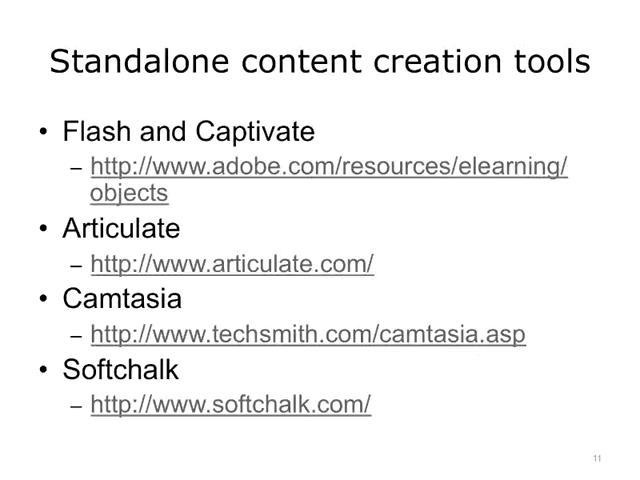 Standalone content creation tools
• Flash and Captivate
– http://www.adobe.com/resources/elearning/
objects
• Articulate
– http://www.articulate.com/
• Camtasia
– http://www.techsmith.com/camtasia.asp
• Softchalk
– http://www.softchalk.com/
11